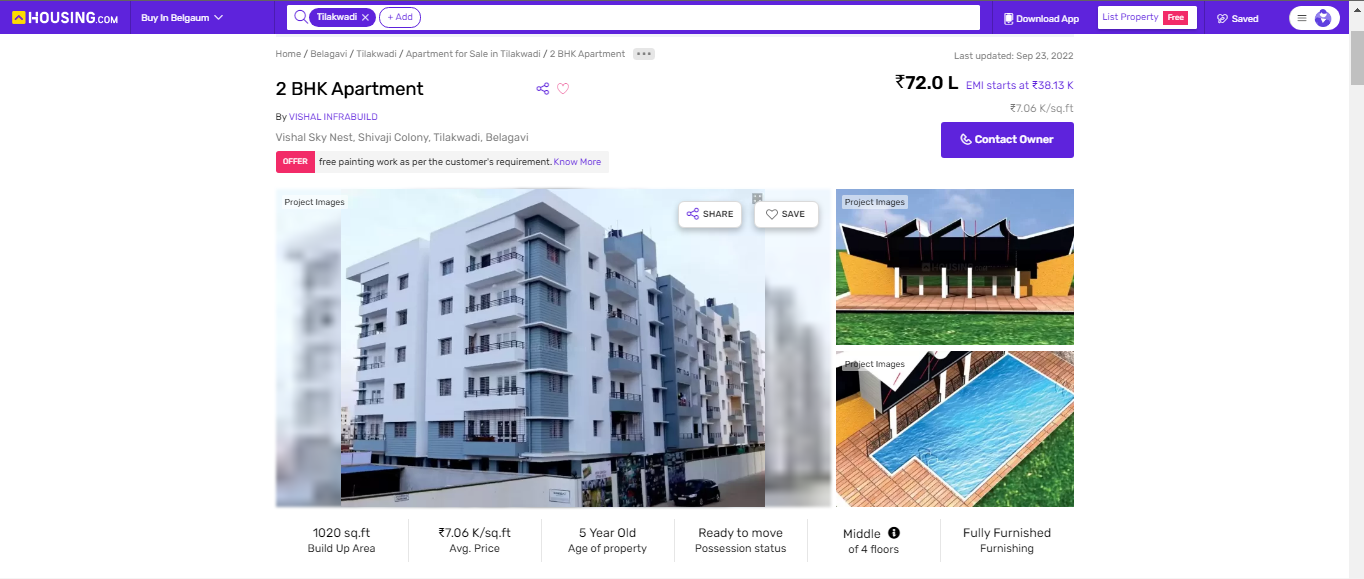 HOUSING.COM
Buy In Belgaum
Tilakwadi
+ Add
Download App
List Property Free
Saved
Home / Belagavi / Tilakwadi / Apartment for Sale in Tilakwadi / 2 BHK Apartment
Last updated: Sep 23, 2022
2 BHK Apartment
₹72.0 L EMI starts at ₹38.13 K
₹7.06 K/sq.ft
By VISHAL INFRABUILD
Contact Owner
Vishal Sky Nest, Shivaji Colony, Tilakwadi, Belagavi
OFFER free painting work as per the customer's requirement. Know More
Project Images
SHARE
SAVE
Project Images
HOUSING
Project Images
1020 sq.ft
Build Up Area
₹7.06 K/sq.ft
Avg. Price
5 Year Old
Age of property
Ready to move
Possession status
Middle
of 4 floors
Fully Furnished
Furnishing